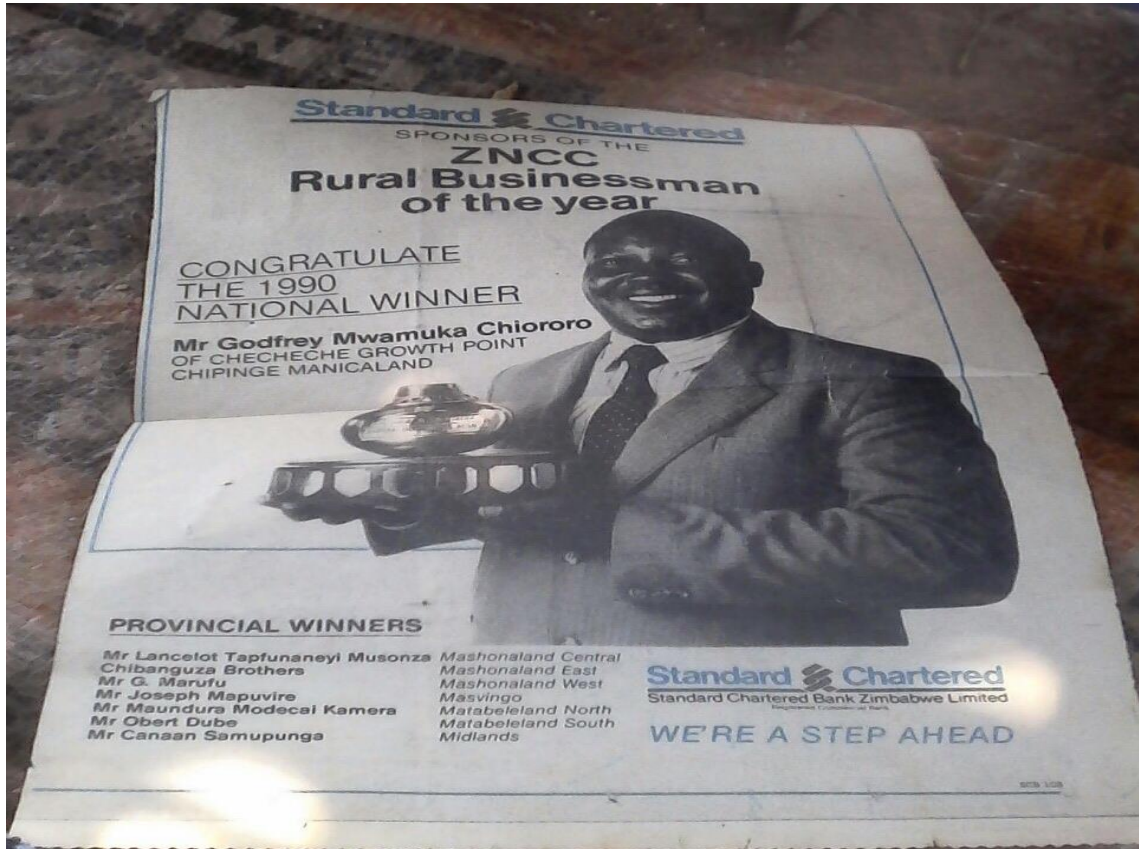 Standard Chartered
SPONSORS OF THE
ZNCC
Rural Businessman
of the year
CONGRATULATE
THE 1990
NATIONAL WINNER
Mr Godfrey Mwamuka Chiororo
OF CHECHECHE GROWTH POINT
CHIPINGE MANICALAND
PROVINCIAL WINNERS
Mr Lancelot Tapfunaneyi Musonza Mashonaland Central
Chibanguza Brothers Mashonaland East
Mr G. Marufu Mashonaland West
Mr Joseph Mapuvire Masvingo
Mr Maundura Modecai Kamera Matabeleland North
Mr Obert Dube Matabeleland South
Mr Canaan Samupunga Midlands
Standard Chartered
Standard Chartered Bank Zimbabwe Limited
Registered Commercial Bank
WE'RE A STEP AHEAD